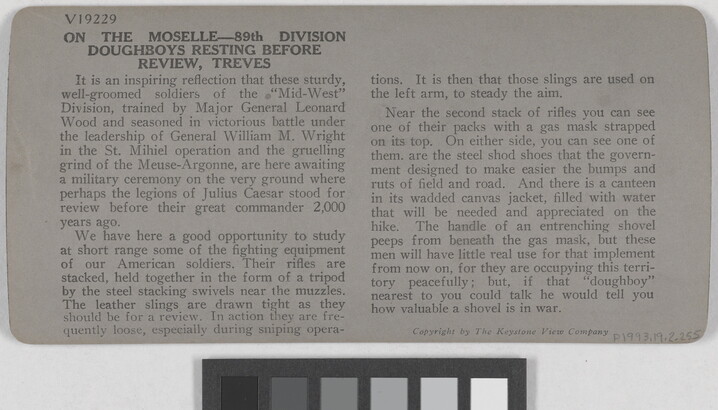 V19229
ON THE MOSELLE—89th DIVISION
DOUGHBOYS RESTING BEFORE
REVIEW, TREVES
It is an inspiring reflection that these sturdy,
well-groomed soldiers of the "Mid-West"
Division, trained by Major General Leonard
Wood and seasoned in victorious battle under
the leadership of General William M. Wright
in the St. Mihiel operation and the gruelling
grind of the Meuse-Argonne, are here awaiting
a military ceremony on the very ground where
perhaps the legions of Julius Caesar stood for
review before their great commander 2,000
years ago.
We have here a good opportunity to study
at short range some of the fighting equipment
of our American soldiers. Their rifles are
stacked, held together in the form of a tripod
by the steel stacking swivels near the muzzles.
The leather slings are drawn tight as they
should be for a review. In action they are fre-
quently loose, especially during sniping opera-
tions. It is then that those slings are used on
the left arm, to steady the aim.
Near the second stack of rifles you can see
one of their packs with a gas mask strapped
on its top. On either side, you can see one of
them. are the steel shod shoes that the govern-
ment designed to make easier the bumps and
ruts of field and road. And there is a canteen
in its wadded canvas jacket, filled with water
that will be needed and appreciated on the
hike. The handle of an entrenching shovel
peeps from beneath the gas mask, but these
men will have little real use for that implement
from now on, for they are occupying this terri-
tory peacefully; but, if that "doughboy"
nearest to you could talk he would tell you
how valuable a shovel is in war.
Copyright by The Keystone View Company
P1973.19.2.255